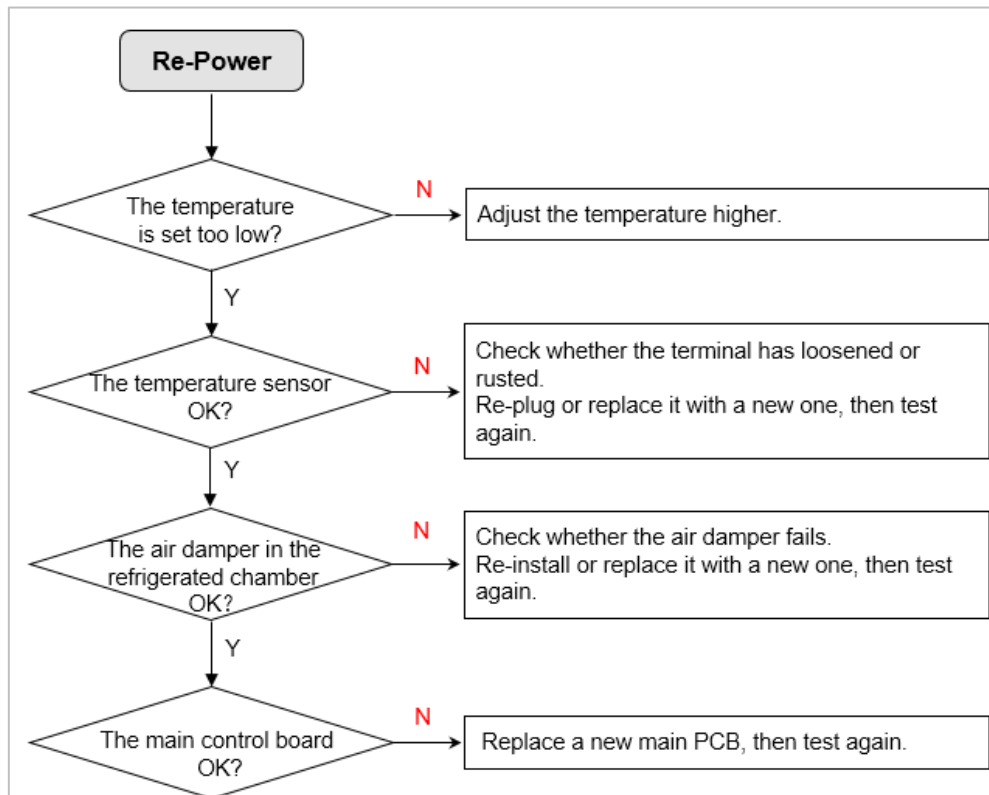 Re-Power
The temperature
is set too low?
N
Adjust the temperature higher.
Y
The temperature sensor
OK?
N
Check whether the terminal has loosened or
rusted.
Re-plug or replace it with a new one, then test
again.
Y
The air damper in the
refrigerated chamber
OK?
N
Check whether the air damper fails.
Re-install or replace it with a new one, then test
again.
Y
The main control board
OK?
N
Replace a new main PCB, then test again.